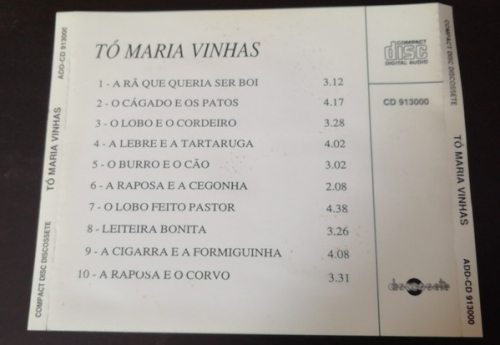 TÓ MARIA VINHAS
1 - A RÃ QUE QUERIA SER BOI 3.12
2 - O CÁGADO E OS PATOS 4.17
3 - O LOBO E O CORDEIRO 3.28
4 - A LEBRE E A TARTARUGA 4.02
5 - O BURRO E O CÃO 3.02
6 - A RAPOSA E A CEGONHA 2.08
7 - O LOBO FEITO PASTOR 4.38
8 - LEITEIRA BONITA 3.26
9 - A CIGARRA E A FORMIGUINHA 4.08
10 - A RAPOSA E O CORVO 3.31
COMPACT
disc
DIGITAL AUDIO
CD 913000
discossete
COMPACT DISC DISCOSSETE TÓ MARIA VINHAS ADD-CD 913000
COMPACT DISC DISCOSSETE TÓ MARIA VINHAS ADD-CD 913000